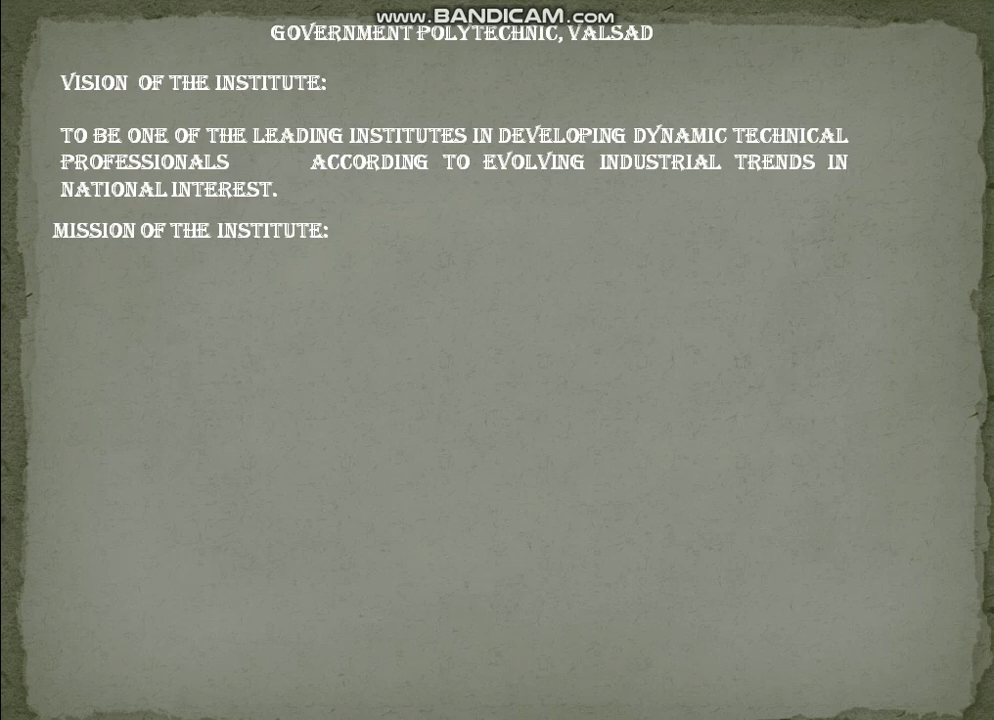 www.BANDICAM.com
GOVERNMENT POLYTECHNIC, VALSAD
VISION OF THE INSTITUTE:
TO BE ONE OF THE LEADING INSTITUTES IN DEVELOPING DYNAMIC TECHNICAL
PROFESSIONALS ACCORDING TO EVOLVING INDUSTRIAL TRENDS IN
NATIONAL INTEREST.
MISSION OF THE INSTITUTE: